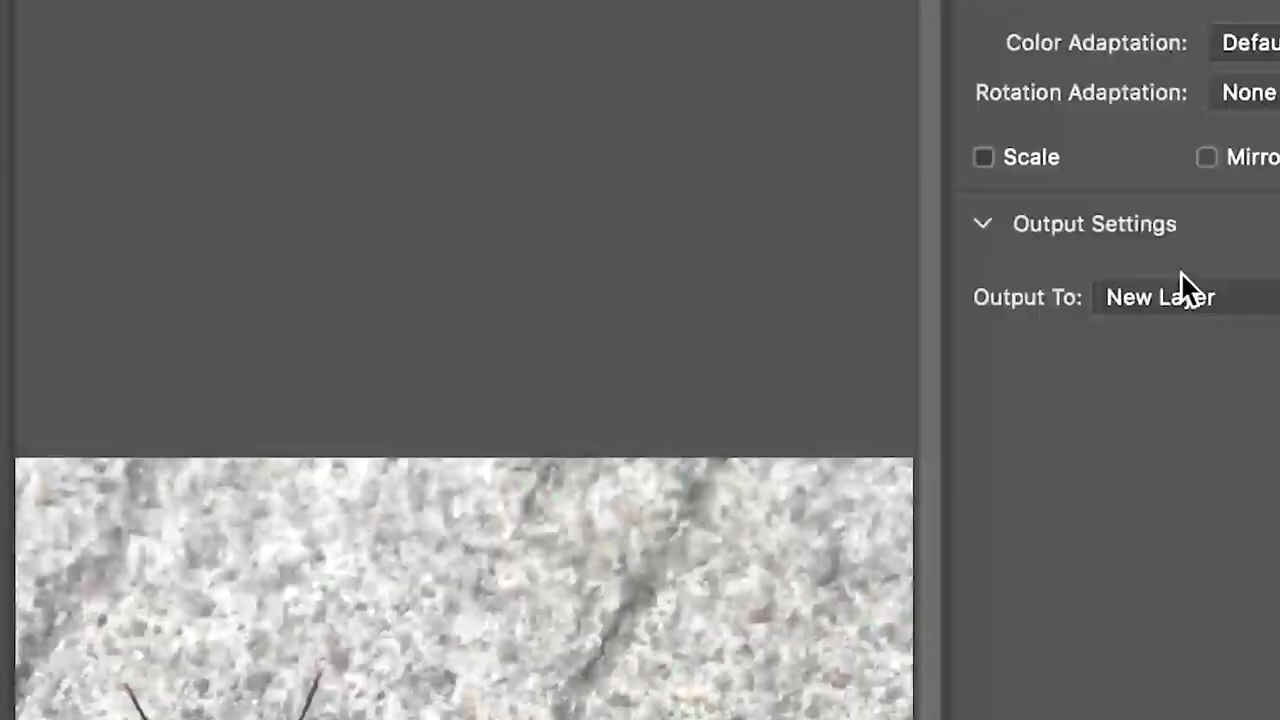 Color Adaptation: Defau
Rotation Adaptation: None
Scale Mirro
Output Settings
Output To: New Layer